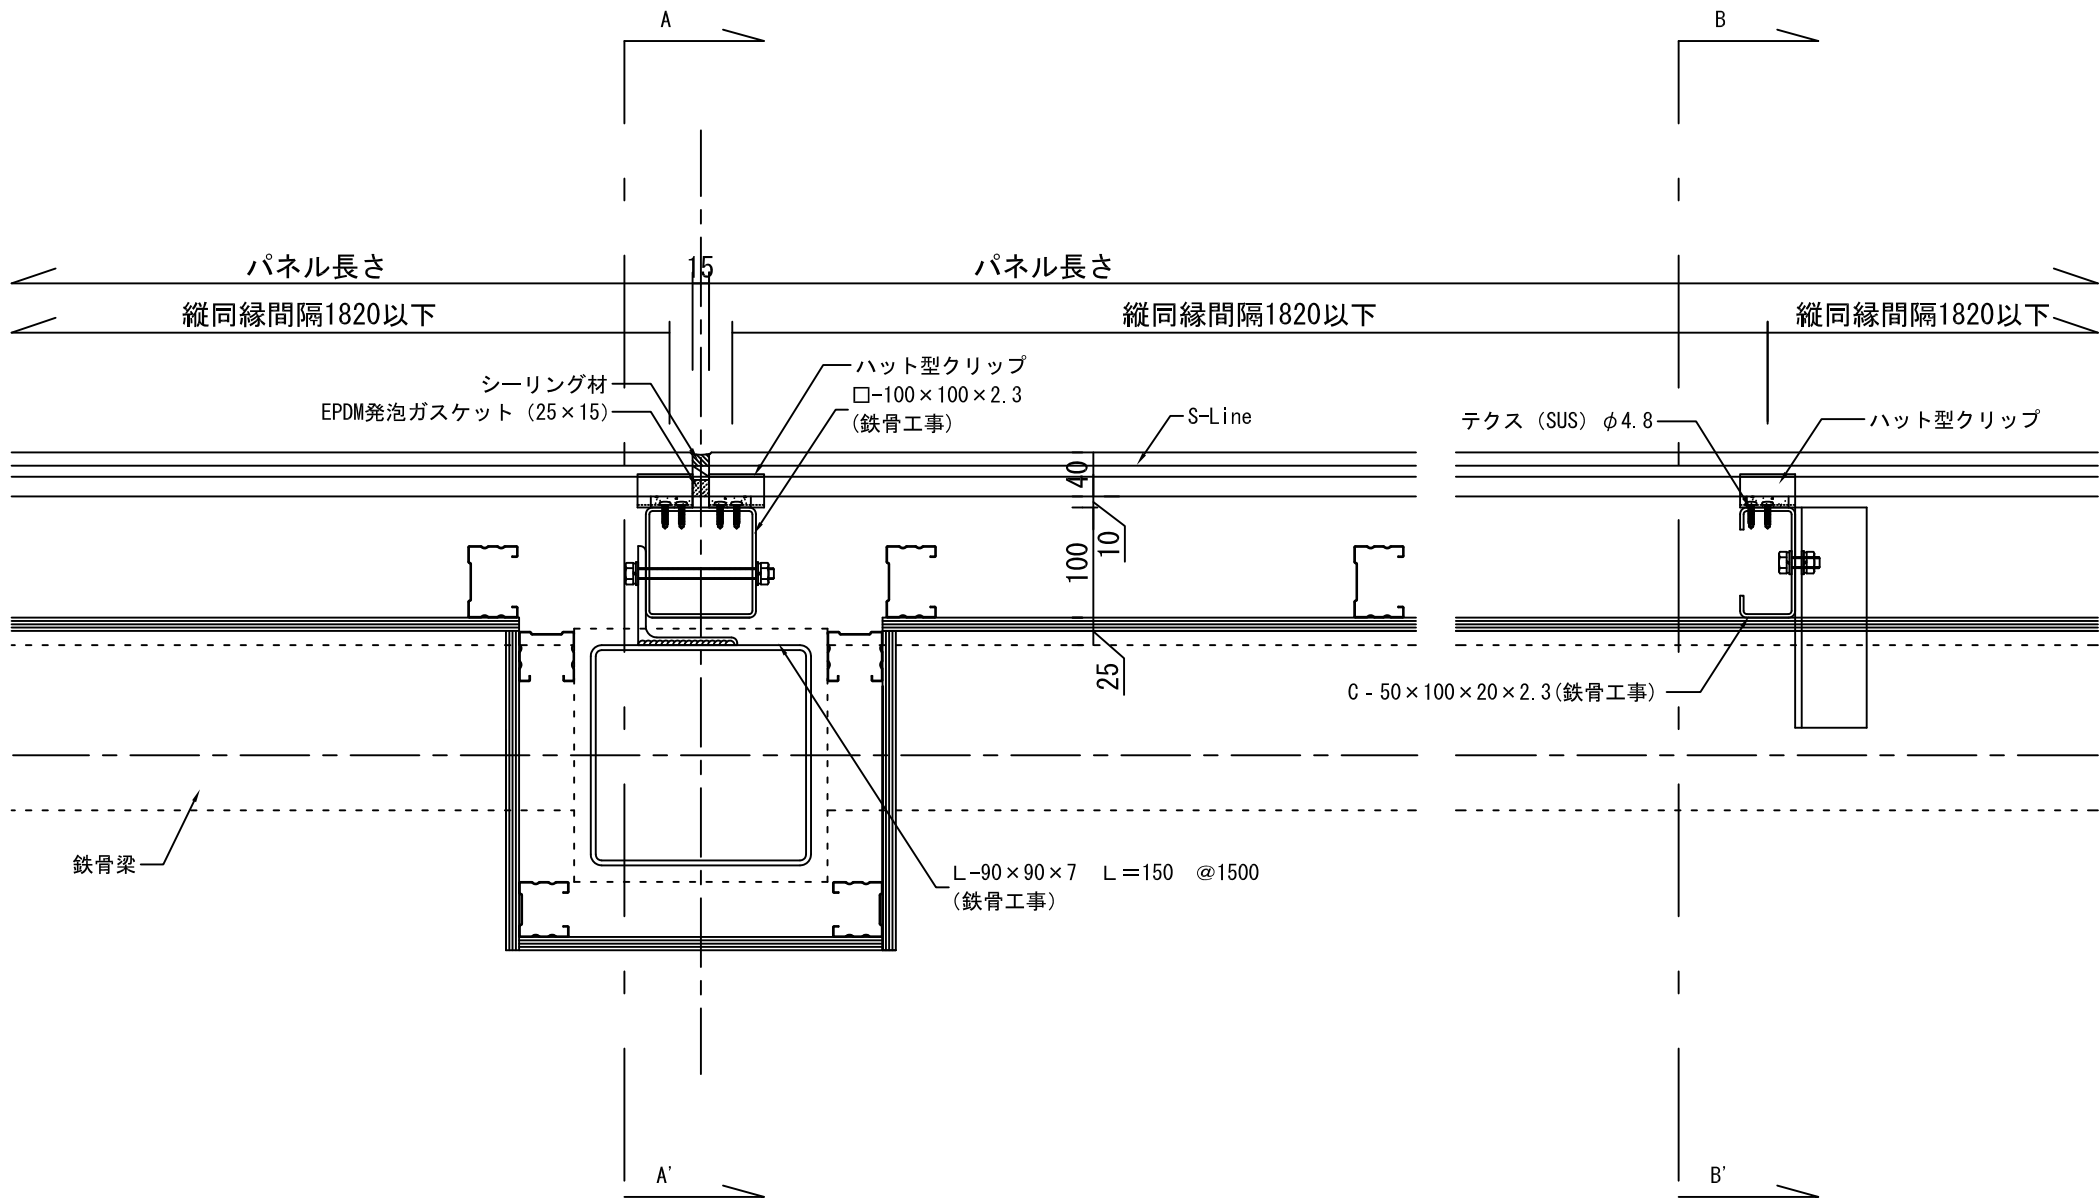 A
B
パネル長さ
15
パネル長さ
縦同縁間隔1820以下
縦同縁間隔1820以下
縦同縁間隔1820以下
ハット型クリップ
シーリング材
□-100×100×2.3
EPDM発泡ガスケット (25×15)
(鉄骨工事)
S-Line
テクス (SUS) φ4.8
ハット型クリップ
40
10
100
25
C-50×100×20×2.3(鉄骨工事)
鉄骨梁
L-90×90×7 L=150 @1500
(鉄骨工事)
A'
B'